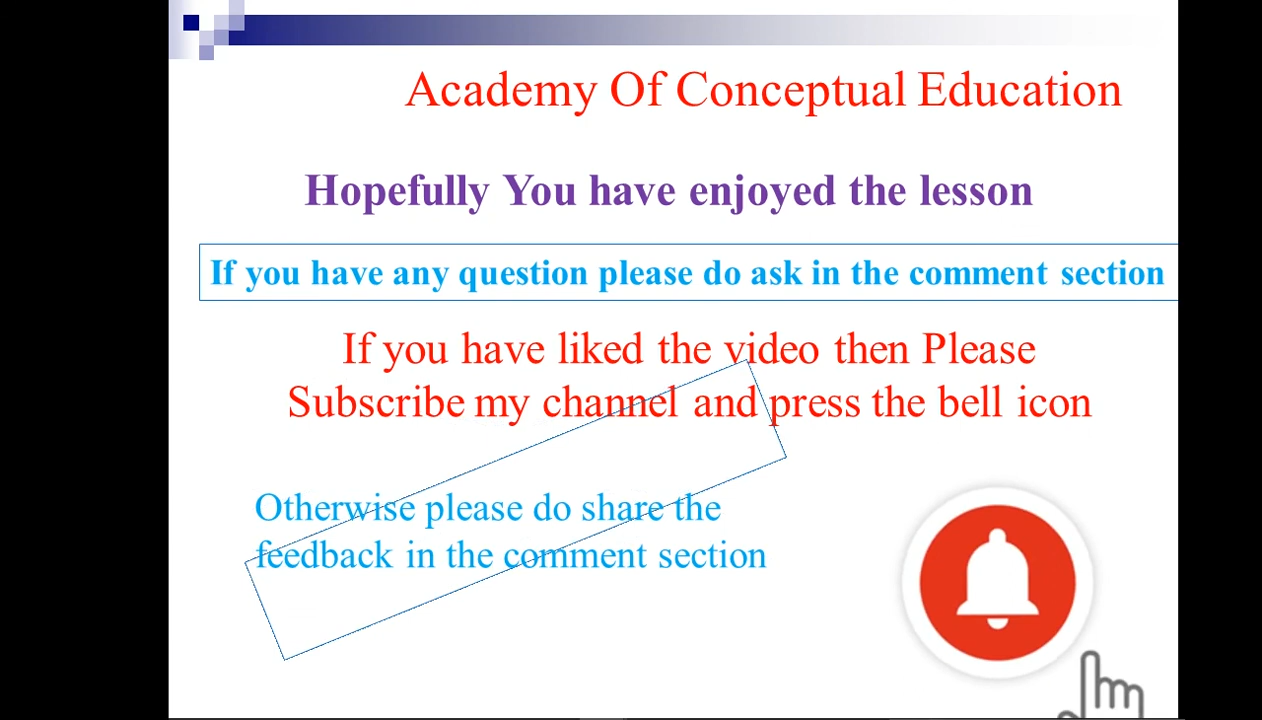 Academy Of Conceptual Education
Hopefully You have enjoyed the lesson
If you have any question please do ask in the comment section
If you have liked the video then Please
Subscribe my channel and press the bell icon
Otherwise please do share the
feedback in the comment section